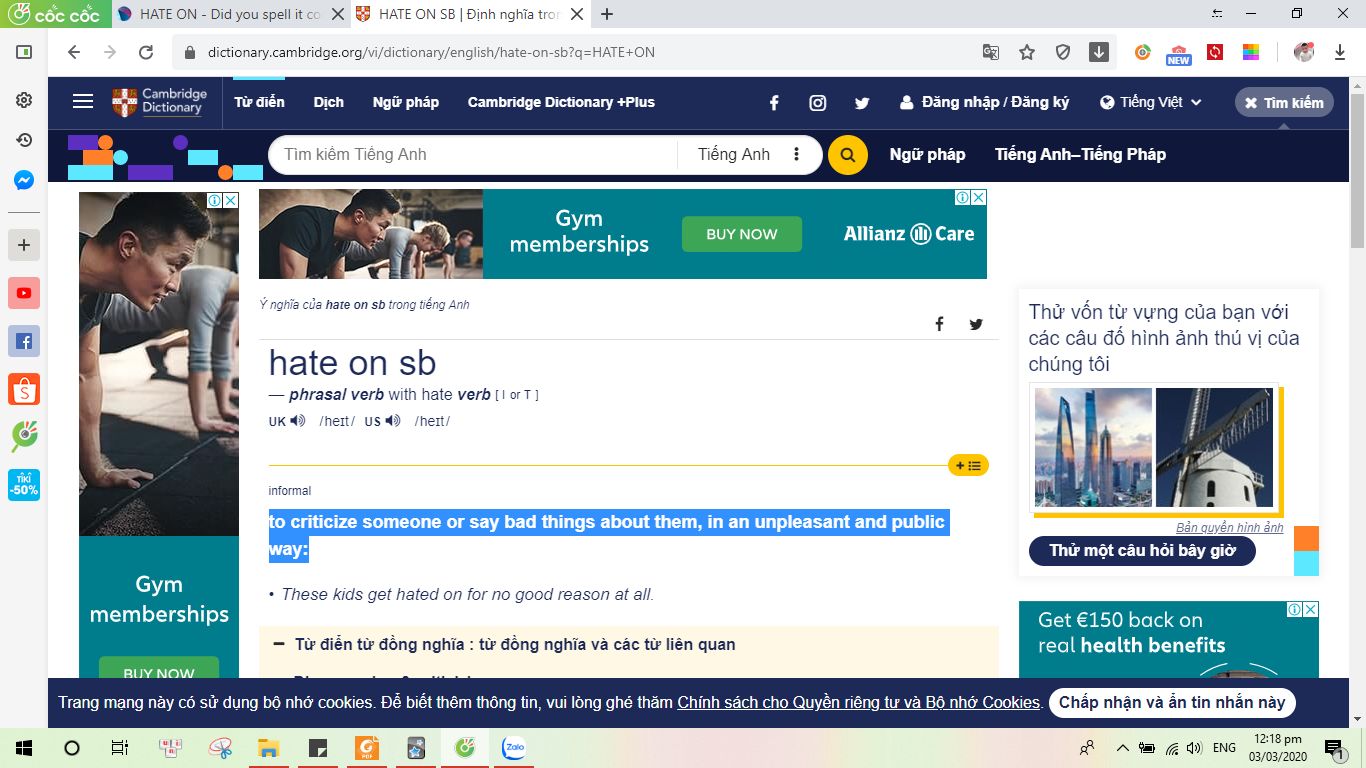 cốc cốc
HATE ON - Did you spell it co
HATE ON SB | Định nghĩa tron
dictionary.cambridge.org/vi/dictionary/english/hate-on-sb?q=HATE+ON
NEW
Cambridge
Dictionary
Từ điển
Dịch
Ngữ pháp
Cambridge Dictionary +Plus
Đăng nhập / Đăng ký
Tiếng Việt
Tìm kiếm
Tìm kiếm Tiếng Anh
Tiếng Anh
Ngữ pháp
Tiếng Anh–Tiếng Pháp
Gym
memberships
BUY NOW
Allianz Care
Ý nghĩa của hate on sb trong tiếng Anh
hate on sb
— phrasal verb with hate verb [ I or T ]
UK /heɪt/ US /heɪt/
informal
to criticize someone or say bad things about them, in an unpleasant and public
way:
• These kids get hated on for no good reason at all.
− Từ điển từ đồng nghĩa : từ đồng nghĩa và các từ liên quan
Gym
memberships
BUY NOW
Thử vốn từ vựng của bạn với
các câu đố hình ảnh thú vị của
chúng tôi
Bản quyền hình ảnh
Thử một câu hỏi bây giờ
Get €150 back on
real health benefits
TIKI
-50%
Trang mạng này có sử dụng bộ nhớ cookies. Để biết thêm thông tin, vui lòng ghé thăm Chính sách cho Quyền riêng tư và Bộ nhớ Cookies.
Chấp nhận và ẩn tin nhắn này
PDF
Zalo
ENG
12:18 pm
03/03/2020
1